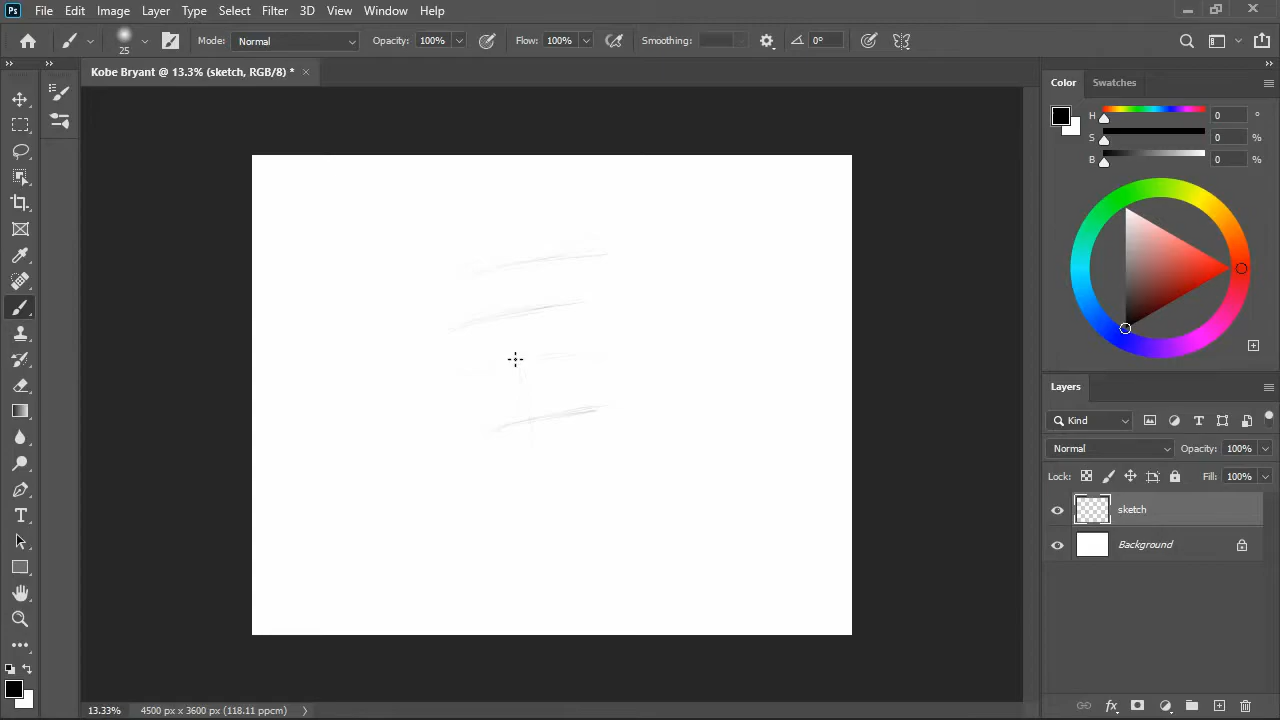 Ps File Edit Image Layer Type Select Filter 3D View Window Help
25 Mode: Normal Opacity: 100% Flow: 100% Smoothing: 0°
Kobe Bryant @ 13.3% (sketch, RGB/8) * ×
Color Swatches
H 0 °
S 0 %
B 0 %
Layers
Kind
Normal Opacity: 100%
Lock: Fill: 100%
sketch
Background
13.33% 4500 px x 3600 px (118.11 ppcm)